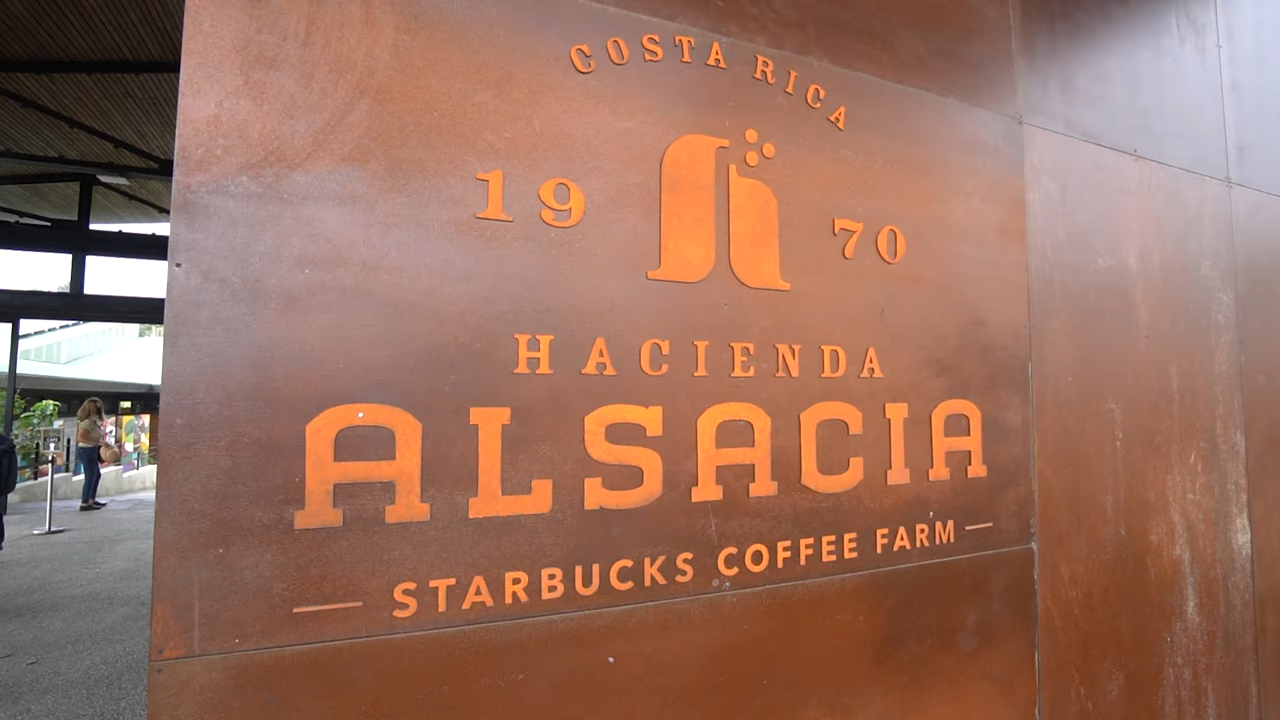 COSTA RICA
19 70
HACIENDA
ALSACIA
— STARBUCKS COFFEE FARM —